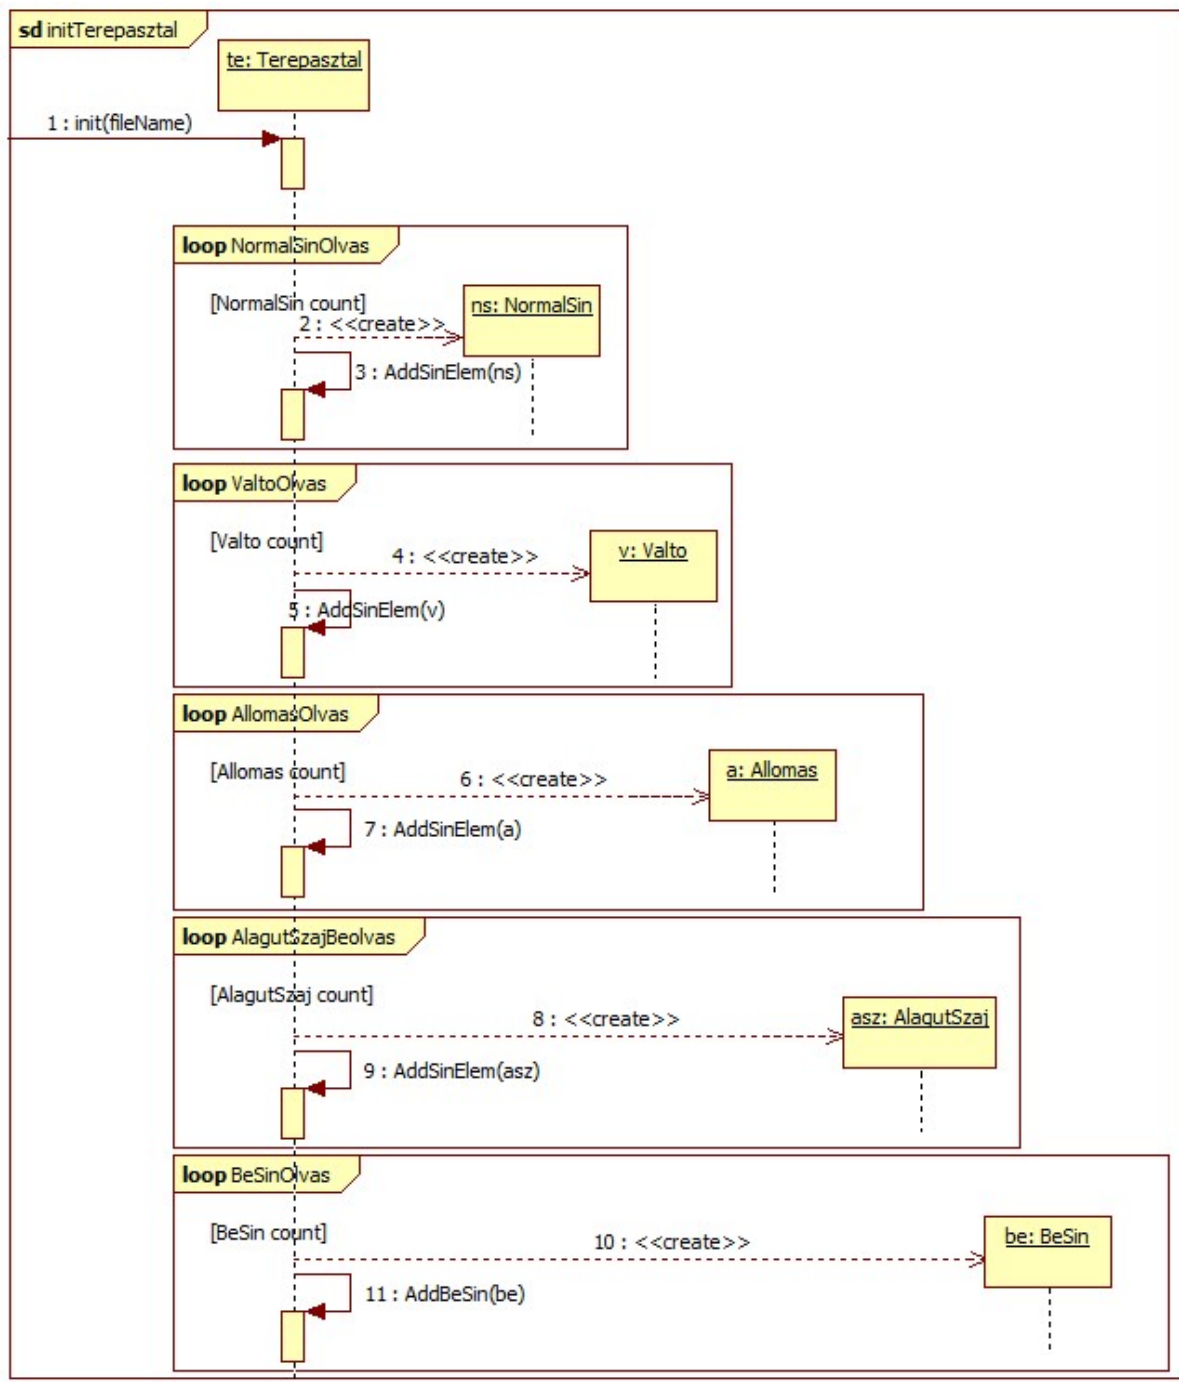 sd initTerepasztal
te: Terepasztal
1 : init(fileName)
loop NormalSinOlvas
[NormalSin count]
ns: NormalSin
2 : <<create>>
3 : AddSinElem(ns)
loop ValtoOlvas
[Valto count]
4 : <<create>>
v: Valto
5 : AddSinElem(v)
loop AllomasOlvas
[Allomas count]
6 : <<create>>
a: Allomas
7 : AddSinElem(a)
loop AlagutSzajBeolvas
[AlagutSzaj count]
8 : <<create>>
asz: AlagutSzaj
9 : AddSinElem(asz)
loop BeSinOlvas
[BeSin count]
10 : <<create>>
be: BeSin
11 : AddBeSin(be)